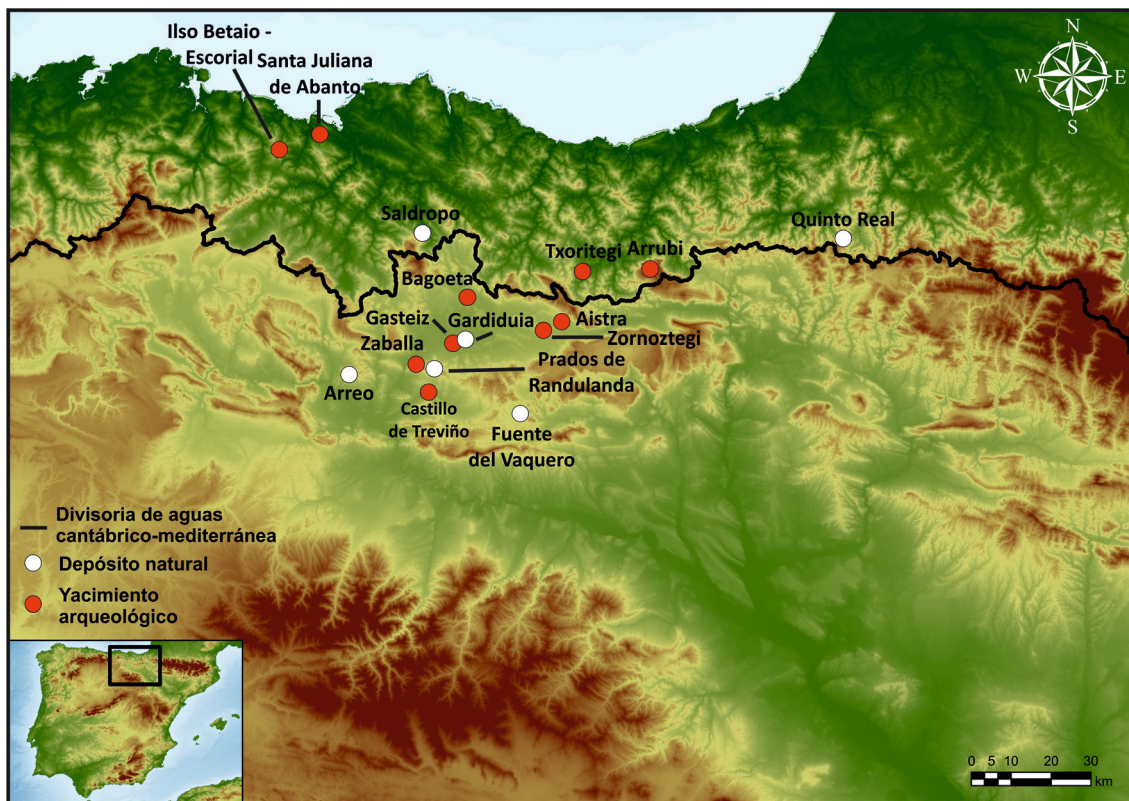 Ilso Betaio -
Escorial
Santa Juliana
de Abanto
N
W
E
S
Saldropo
Quinto Real
Txoritegi
Arrubi
Bagoeta
Gasteiz
Gardiduia
Aistra
Zornoztegi
Zaballa
Prados de
Randulanda
Arreo
Castillo
de Treviño
Fuente
del Vaquero
Divisoria de aguas
cantábrico-mediterránea
Depósito natural
Yacimiento
arqueológico
0 5 10 20 30
km